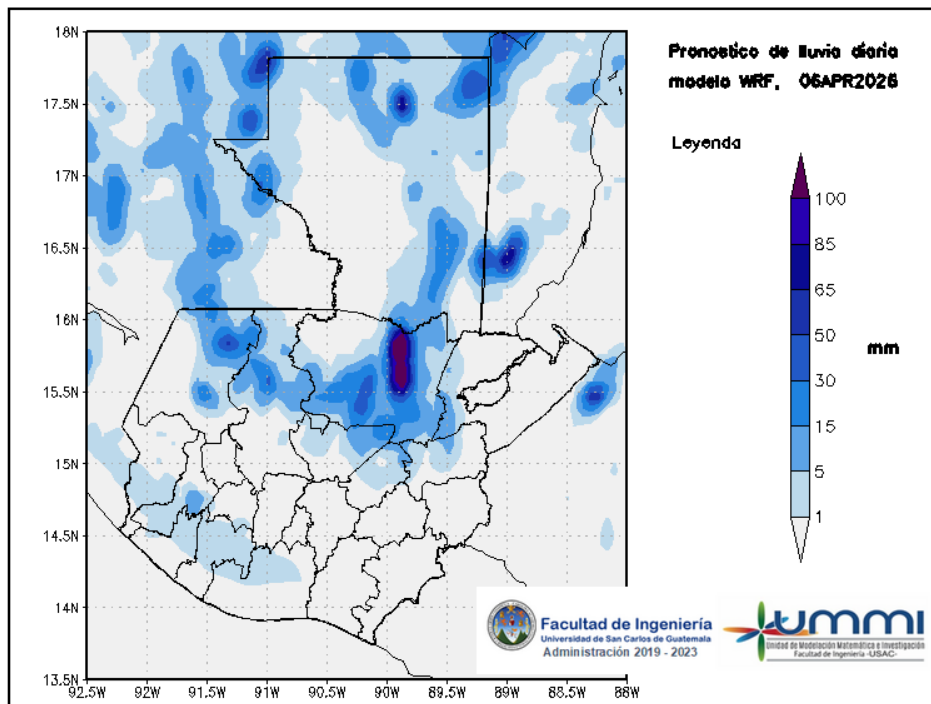 Pronostico de lluvia diaria
modelo WRF, 06APR2026
Leyenda
100
85
65
50
30
15
5
1
mm
18N
17.5N
17N
16.5N
16N
15.5N
15N
14.5N
14N
13.5N
92.5W 92W 91.5W 91W 90.5W 90W 89.5W 89W 88.5W 88W
Facultad de Ingeniería
Universidad de San Carlos de Guatemala
Administración 2019 - 2023
ummi
Unidad de Modelación Matemática e Investigación
Facultad de Ingeniería -USAC-